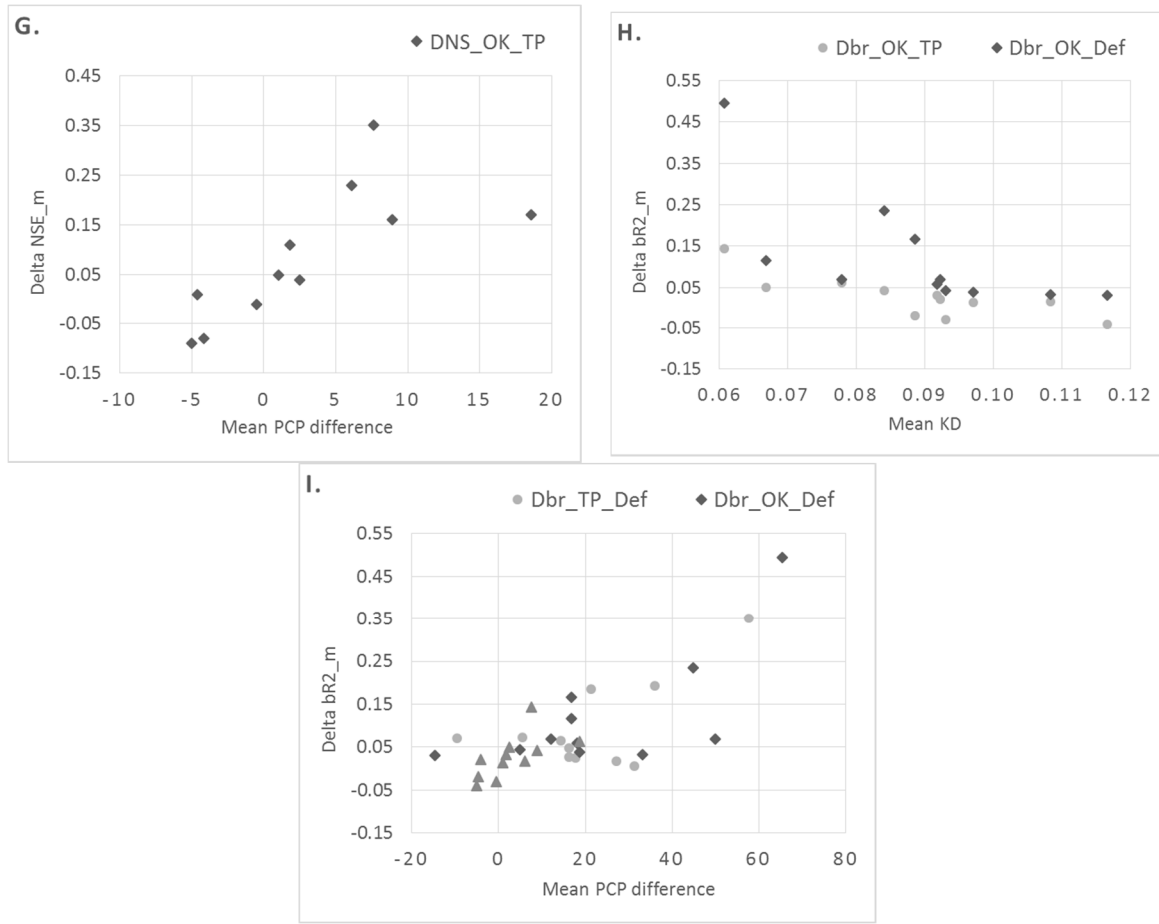 G.
DNS_OK_TP
0.45
0.35
0.25
0.15
0.05
-0.05
-0.15
Delta NSE_m
-10 -5 0 5 10 15 20
Mean PCP difference
H.
Dbr_OK_TP Dbr_OK_Def
0.55
0.45
0.35
0.25
0.15
0.05
-0.05
-0.15
Delta bR2_m
0.06 0.07 0.08 0.09 0.10 0.11 0.12
Mean KD
I.
Dbr_TP_Def Dbr_OK_Def
0.55
0.45
0.35
0.25
0.15
0.05
-0.05
-0.15
Delta bR2_m
-20 0 20 40 60 80
Mean PCP difference